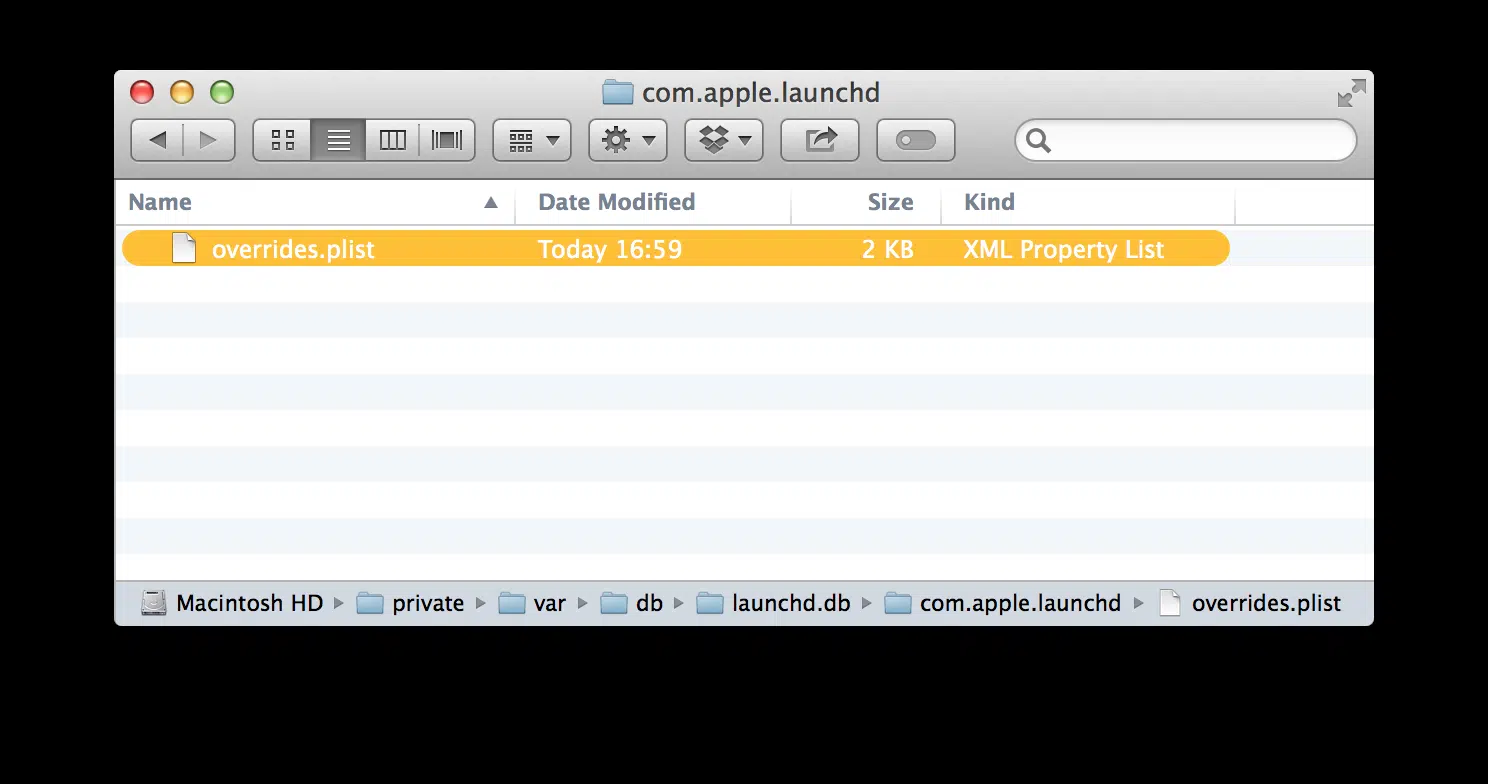 com.apple.launchd
Name Date Modified Size Kind
overrides.plist Today 16:59 2 KB XML Property List
Macintosh HD private var db launchd.db com.apple.launchd overrides.plist